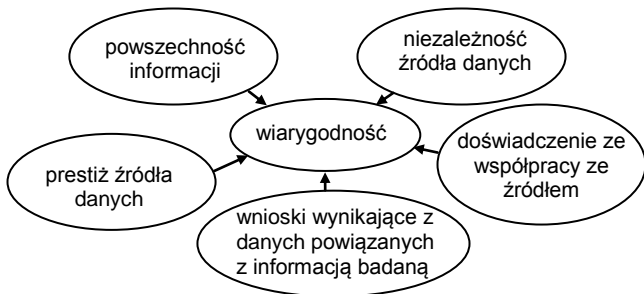 powszechność
informacji
niezależność
źródła danych
wiarygodność
prestiż źródła
danych
doświadczenie ze
współpracy ze
źródłem
wnioski wynikające z
danych powiązanych
z informacją badaną